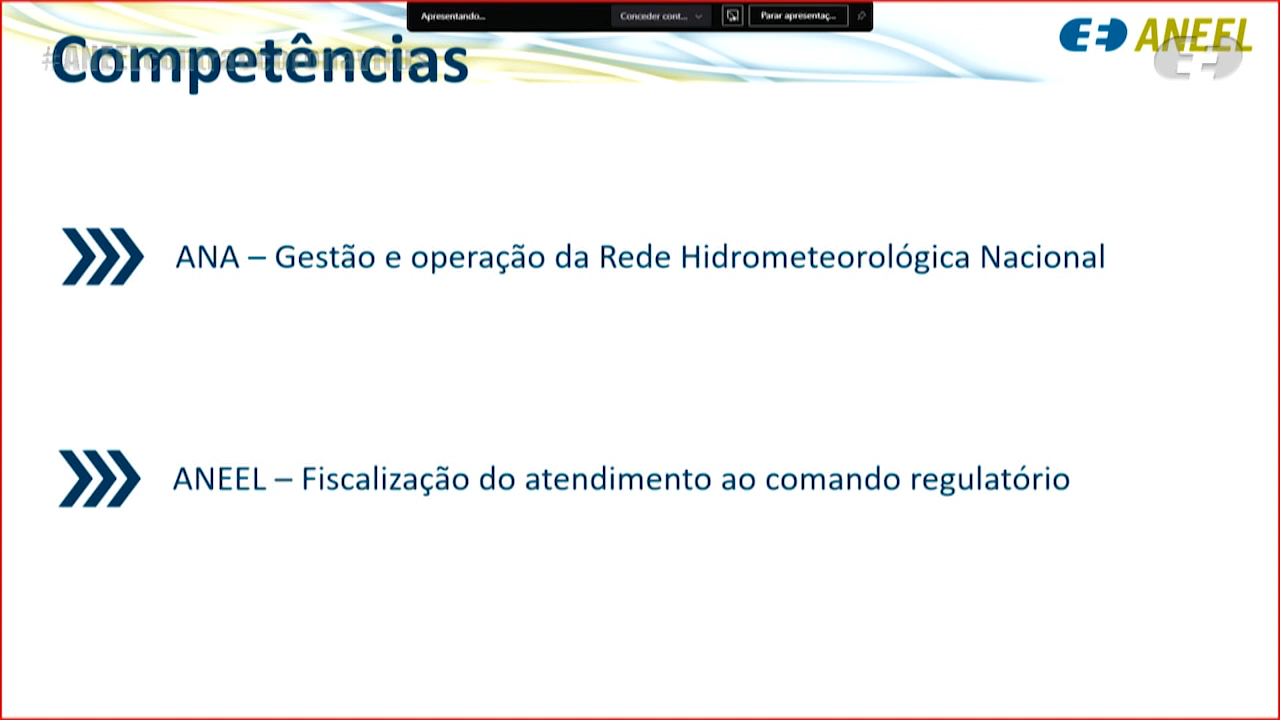 Apresentando...
Conceder cont...
Parar apresentaç...
ANEEL
Competências
ANA – Gestão e operação da Rede Hidrometeorológica Nacional
ANEEL – Fiscalização do atendimento ao comando regulatório